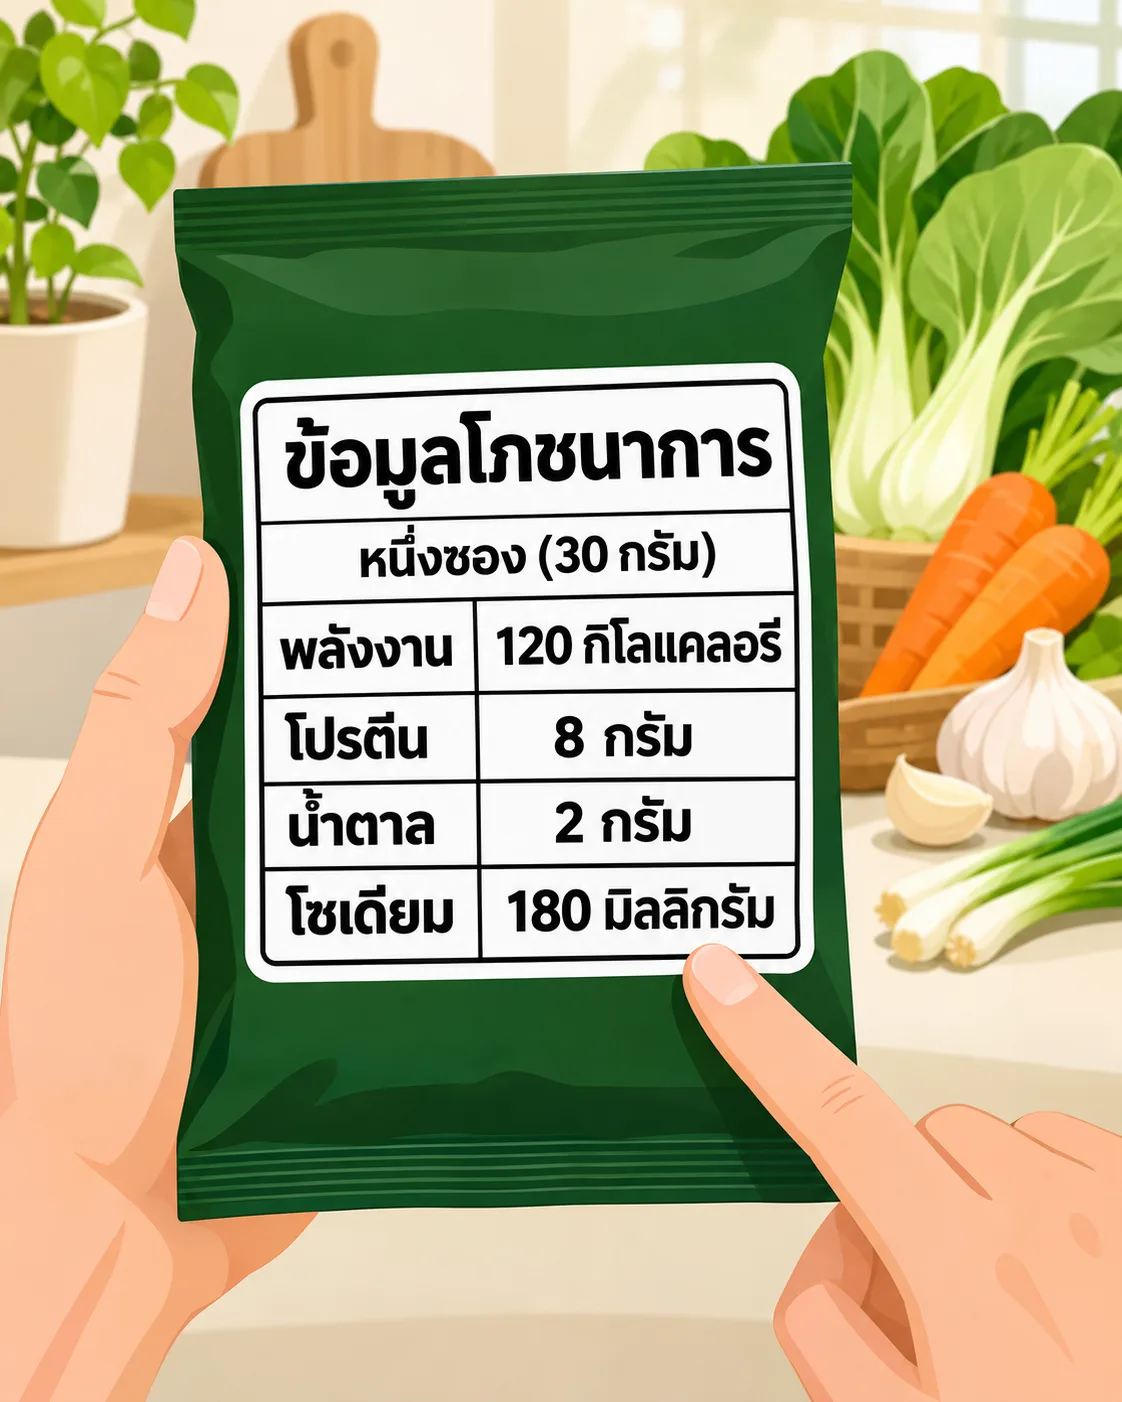 ข้อมูลโภชนาการ
หนึ่งซอง (30 กรัม)
พลังงาน 120 กิโลแคลอรี
โปรตีน 8 กรัม
น้ำตาล 2 กรัม
โซเดียม 180 มิลลิกรัม